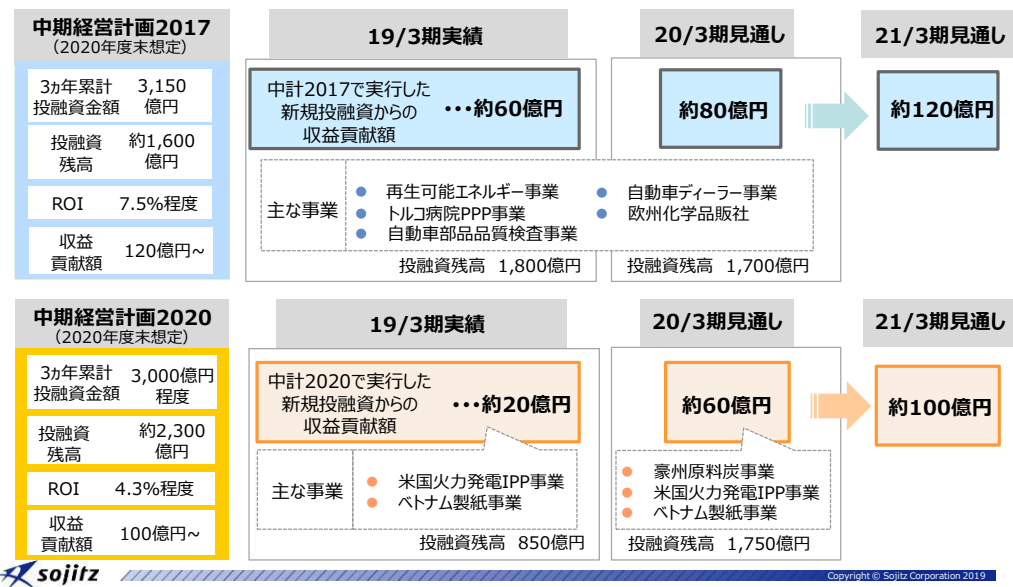 中期経営計画2017
（2020年度末想定）
3ヵ年累計
投融資金額
3,150
億円
投融資
残高
約1,600
億円
ROI 7.5%程度
収益
貢献額
120億円~
19/3期実績
中計2017で実行した
新規投融資からの
収益貢献額
･･･約60億円
20/3期見通し
約80億円
21/3期見通し
約120億円
主な事業
● 再生可能エネルギー事業
● トルコ病院PPP事業
● 自動車部品品質検査事業
● 自動車ディーラー事業
● 欧州化学品販社
投融資残高 1,800億円
投融資残高 1,700億円
中期経営計画2020
（2020年度末想定）
3ヵ年累計
投融資金額
3,000億円
程度
投融資
残高
約2,300
億円
ROI 4.3%程度
収益
貢献額
100億円~
19/3期実績
中計2020で実行した
新規投融資からの
収益貢献額
･･･約20億円
主な事業
● 米国火力発電IPP事業
● ベトナム製紙事業
投融資残高 850億円
20/3期見通し
約60億円
● 豪州原料炭事業
● 米国火力発電IPP事業
● ベトナム製紙事業
投融資残高 1,750億円
21/3期見通し
約100億円
sojitz
Copyright © Sojitz Corporation 2019